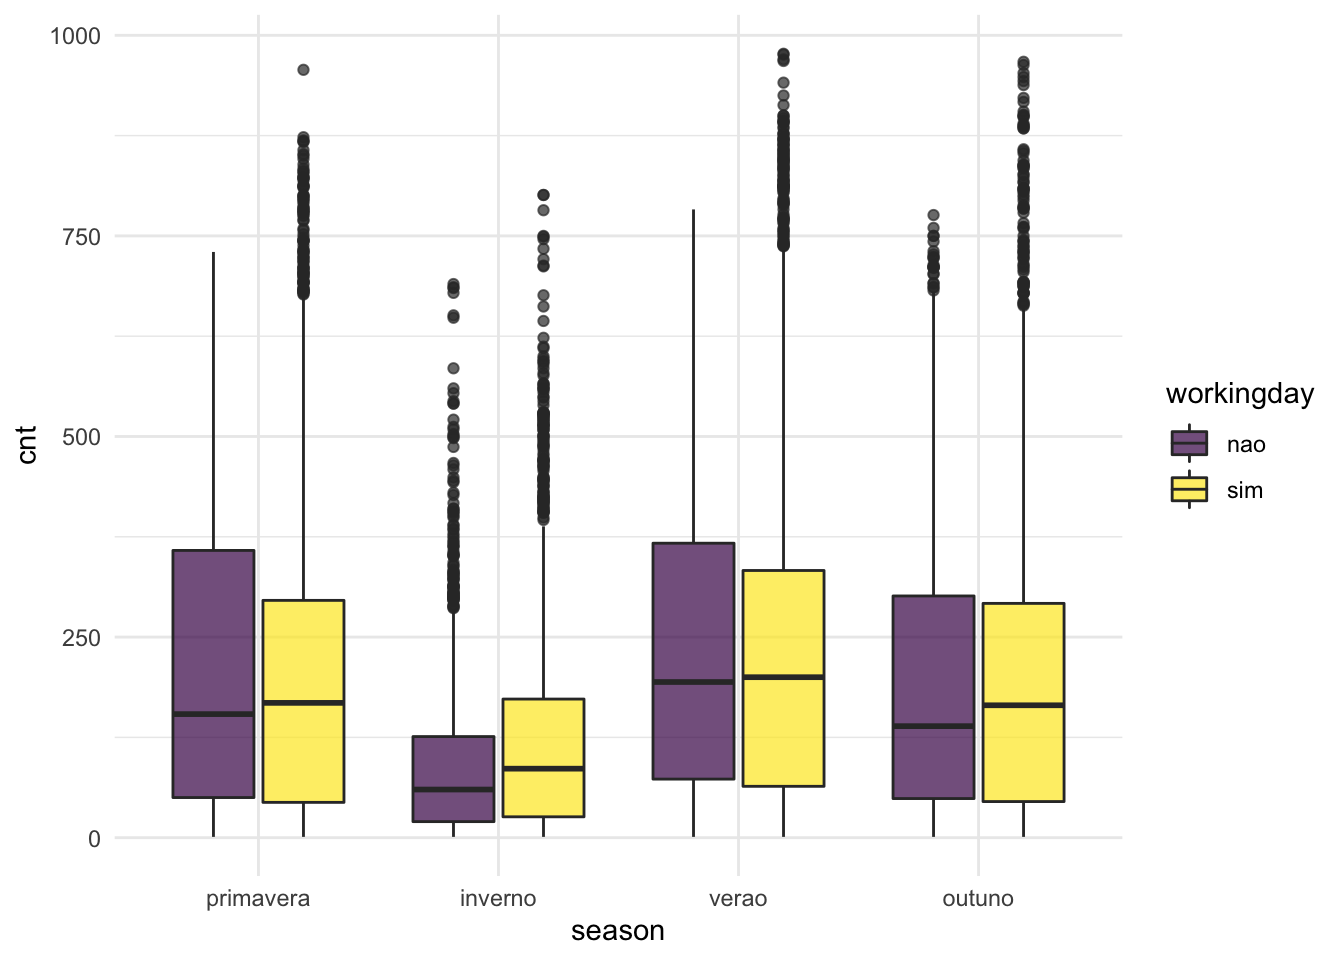 1000
750
500
250
0
cnt
primavera
inverno
verao
outuno
season
workingday
nao
sim